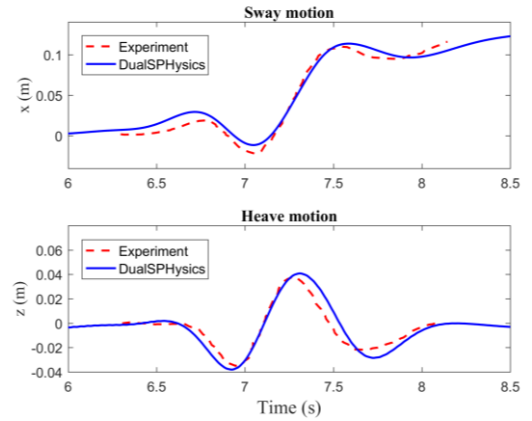 Sway motion
Experiment
DualSPHysics
x (m)
0.1
0.05
0
6
6.5
7
7.5
8
8.5
Heave motion
Experiment
DualSPHysics
z (m)
0.06
0.04
0.02
0
-0.02
-0.04
6
6.5
7
7.5
8
8.5
Time (s)